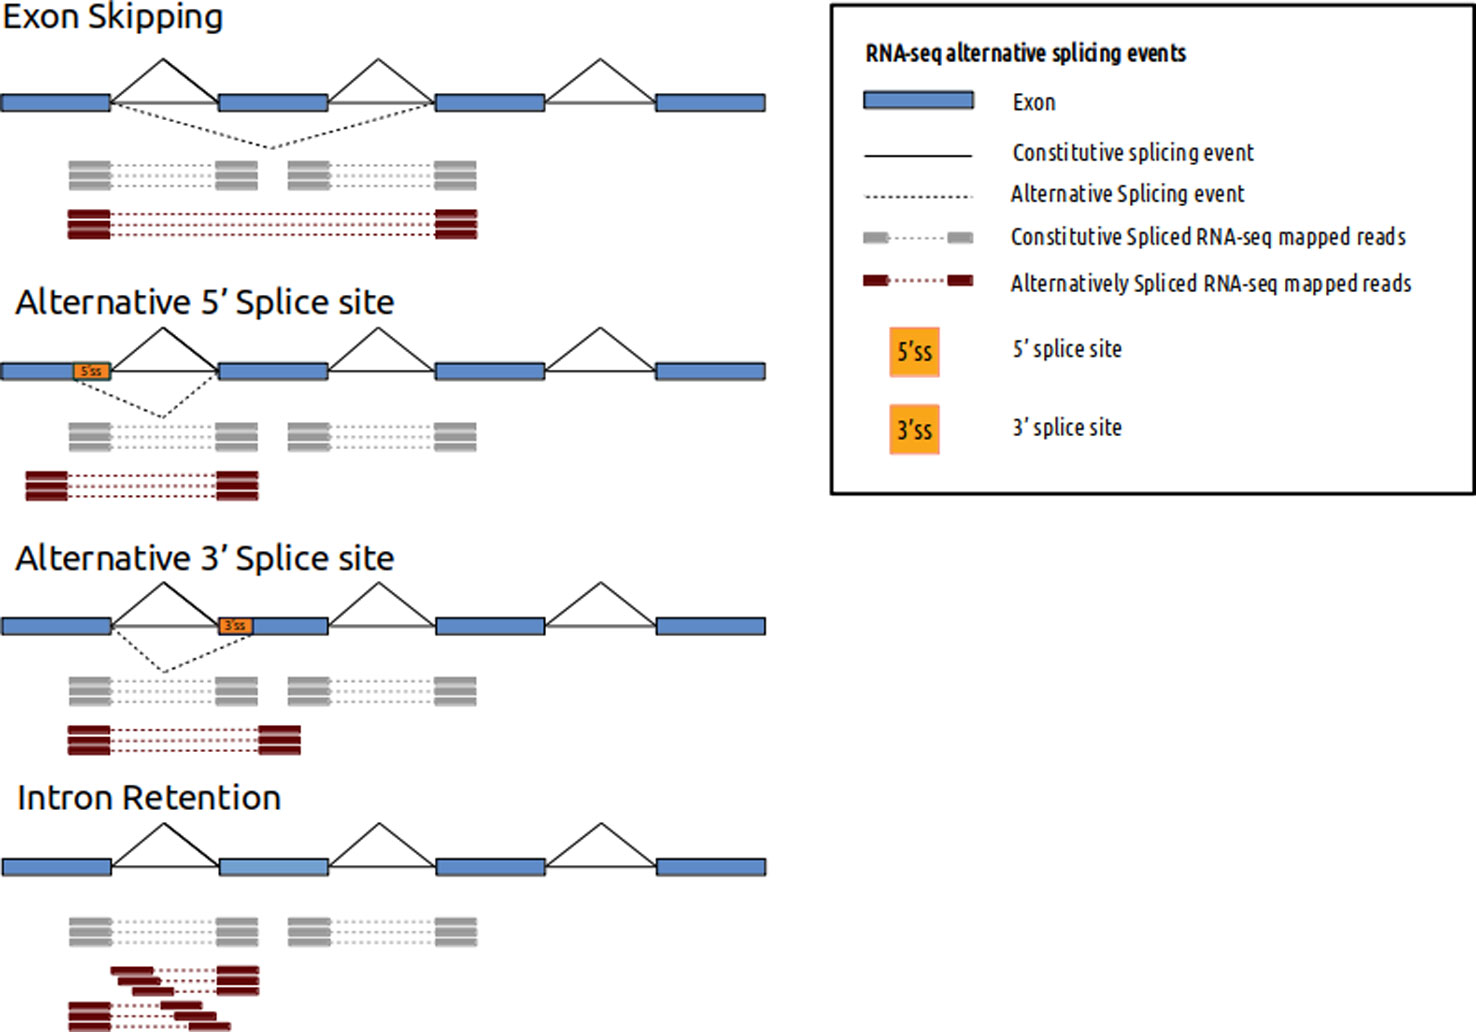 Exon Skipping
Alternative 5’ Splice site
5’ss
Alternative 3’ Splice site
3’ss
Intron Retention
RNA-seq alternative splicing events
Exon
Constitutive splicing event
Alternative Splicing event
Constitutive Spliced RNA-seq mapped reads
Alternatively Spliced RNA-seq mapped reads
5’ss 5’ splice site
3’ss 3’ splice site